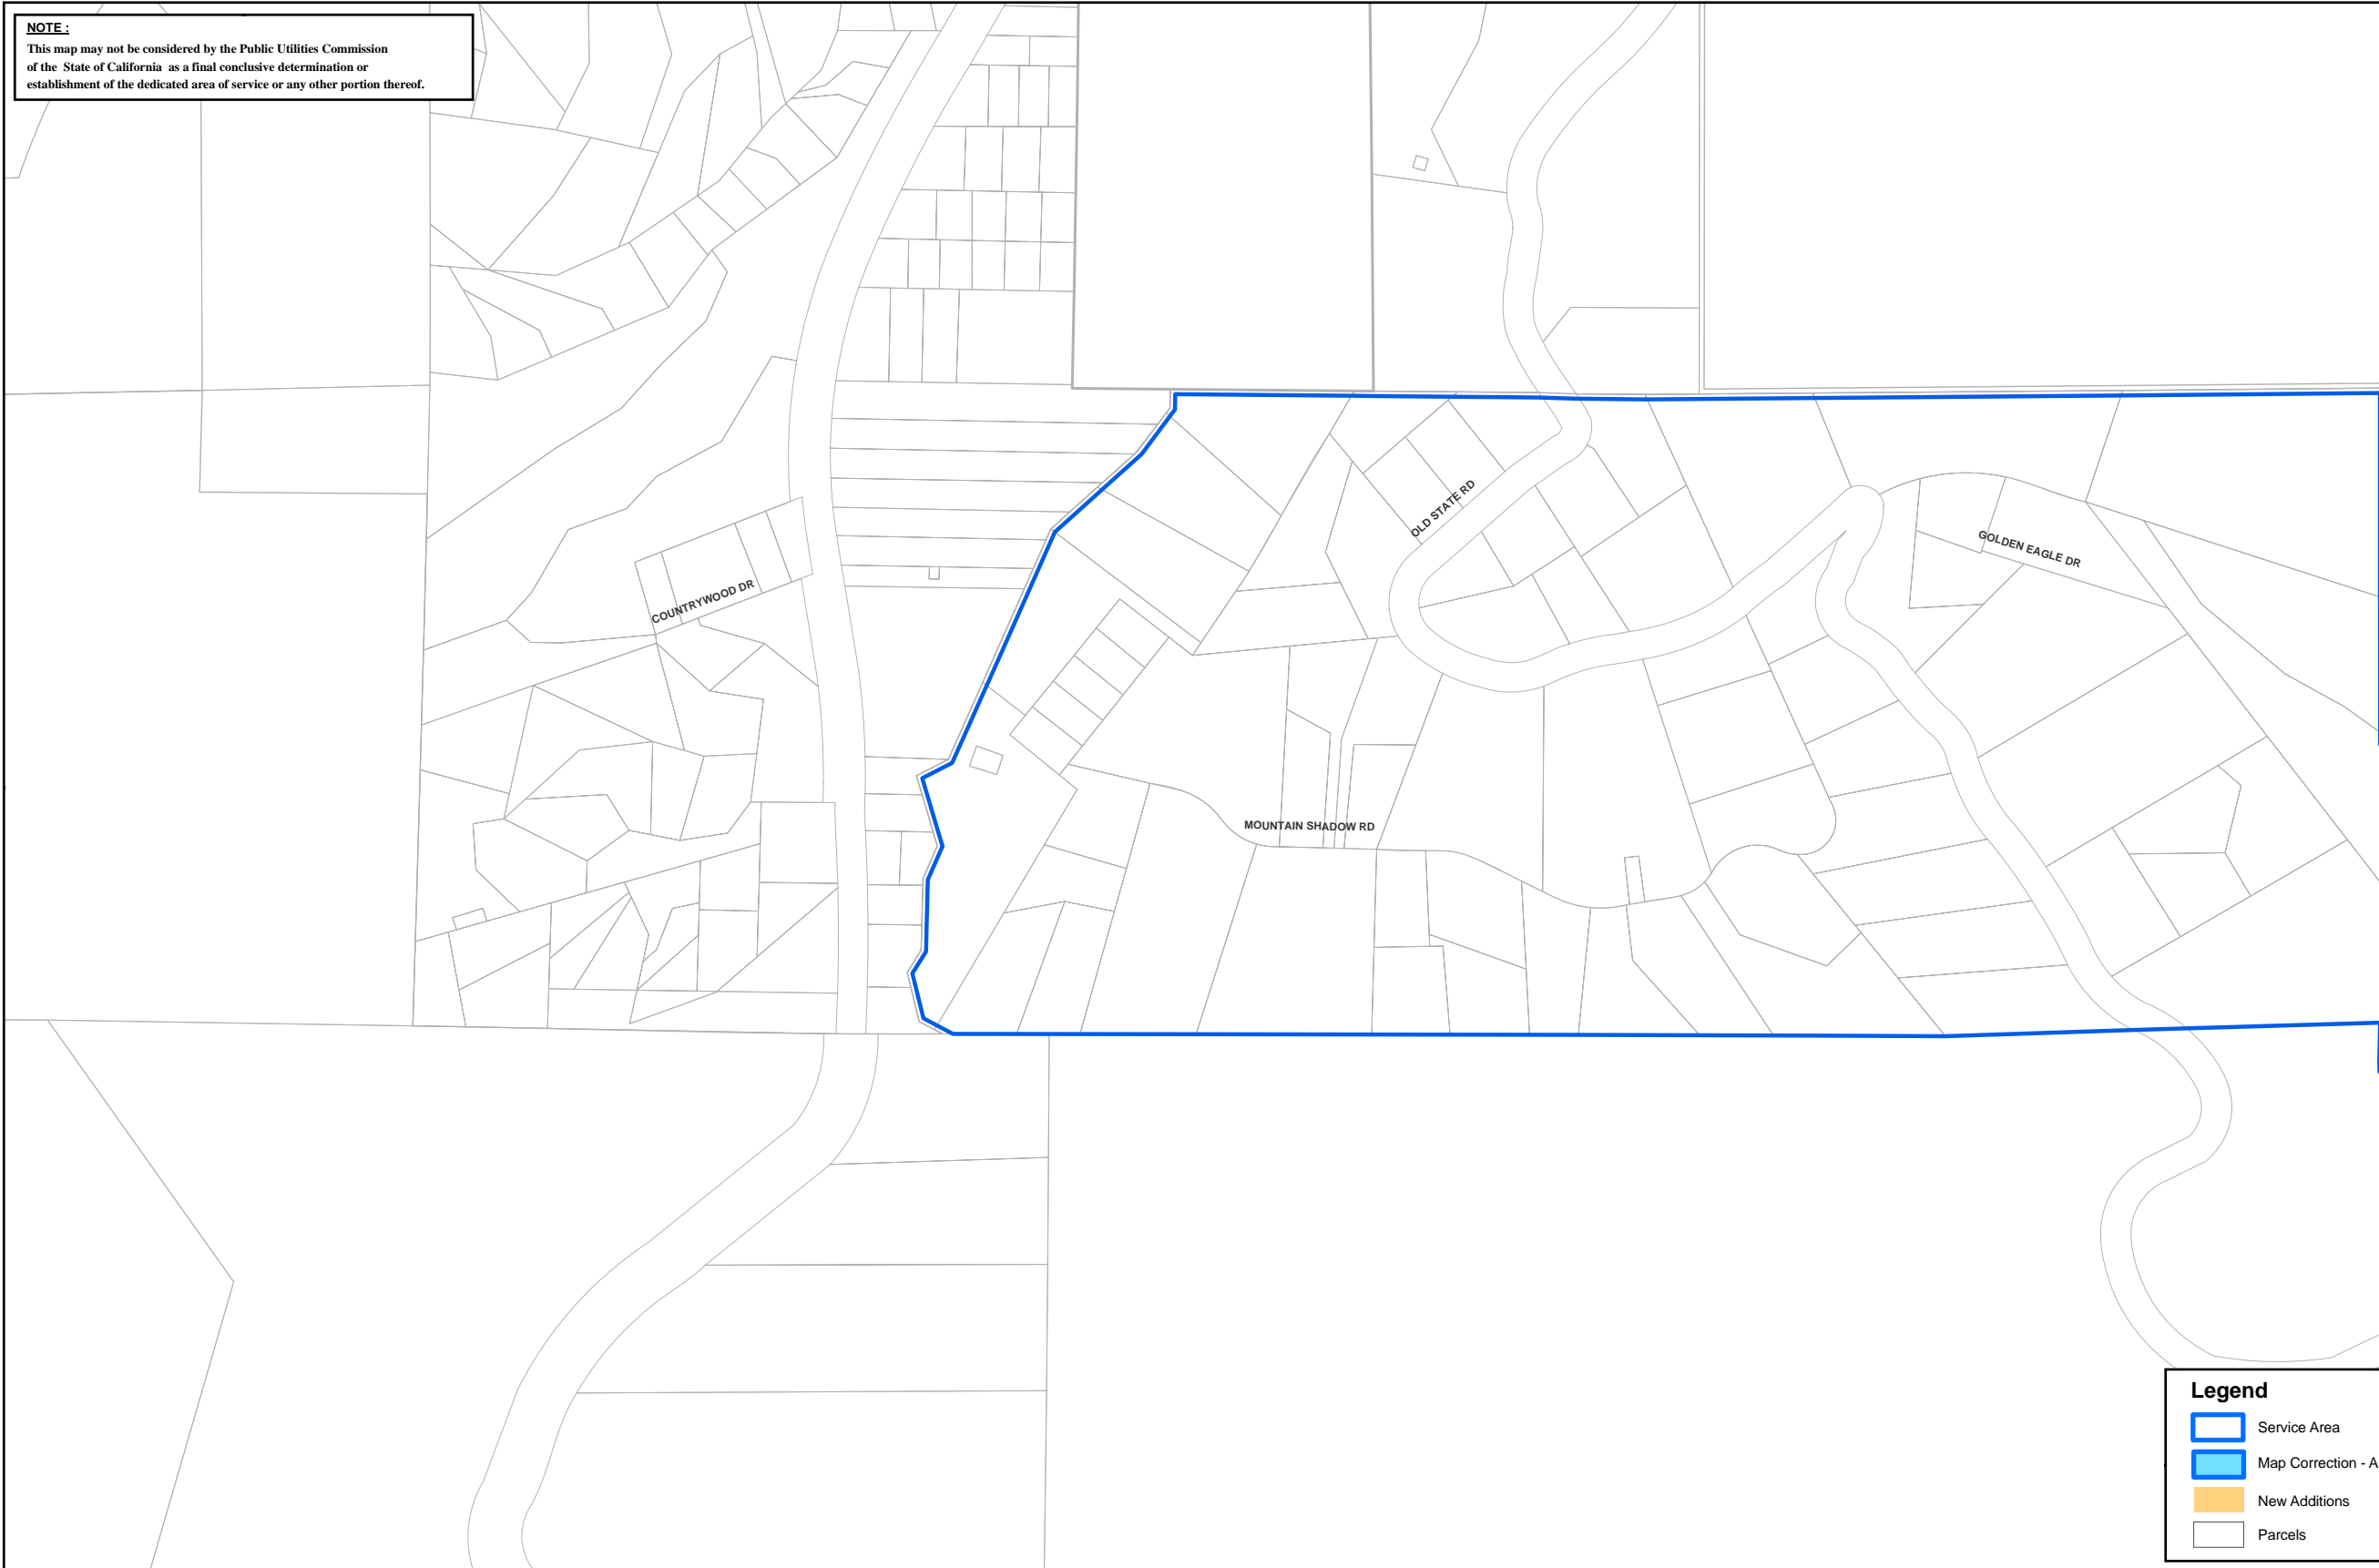 NOTE :
This map may not be considered by the Public Utilities Commission
of the State of California as a final conclusive determination or
establishment of the dedicated area of service or any other portion thereof.
OLD STATE RD
GOLDEN EAGLE DR
COUNTRYWOOD DR
MOUNTAIN SHADOW RD
Legend
Service Area
Map Correction - A
New Additions
Parcels